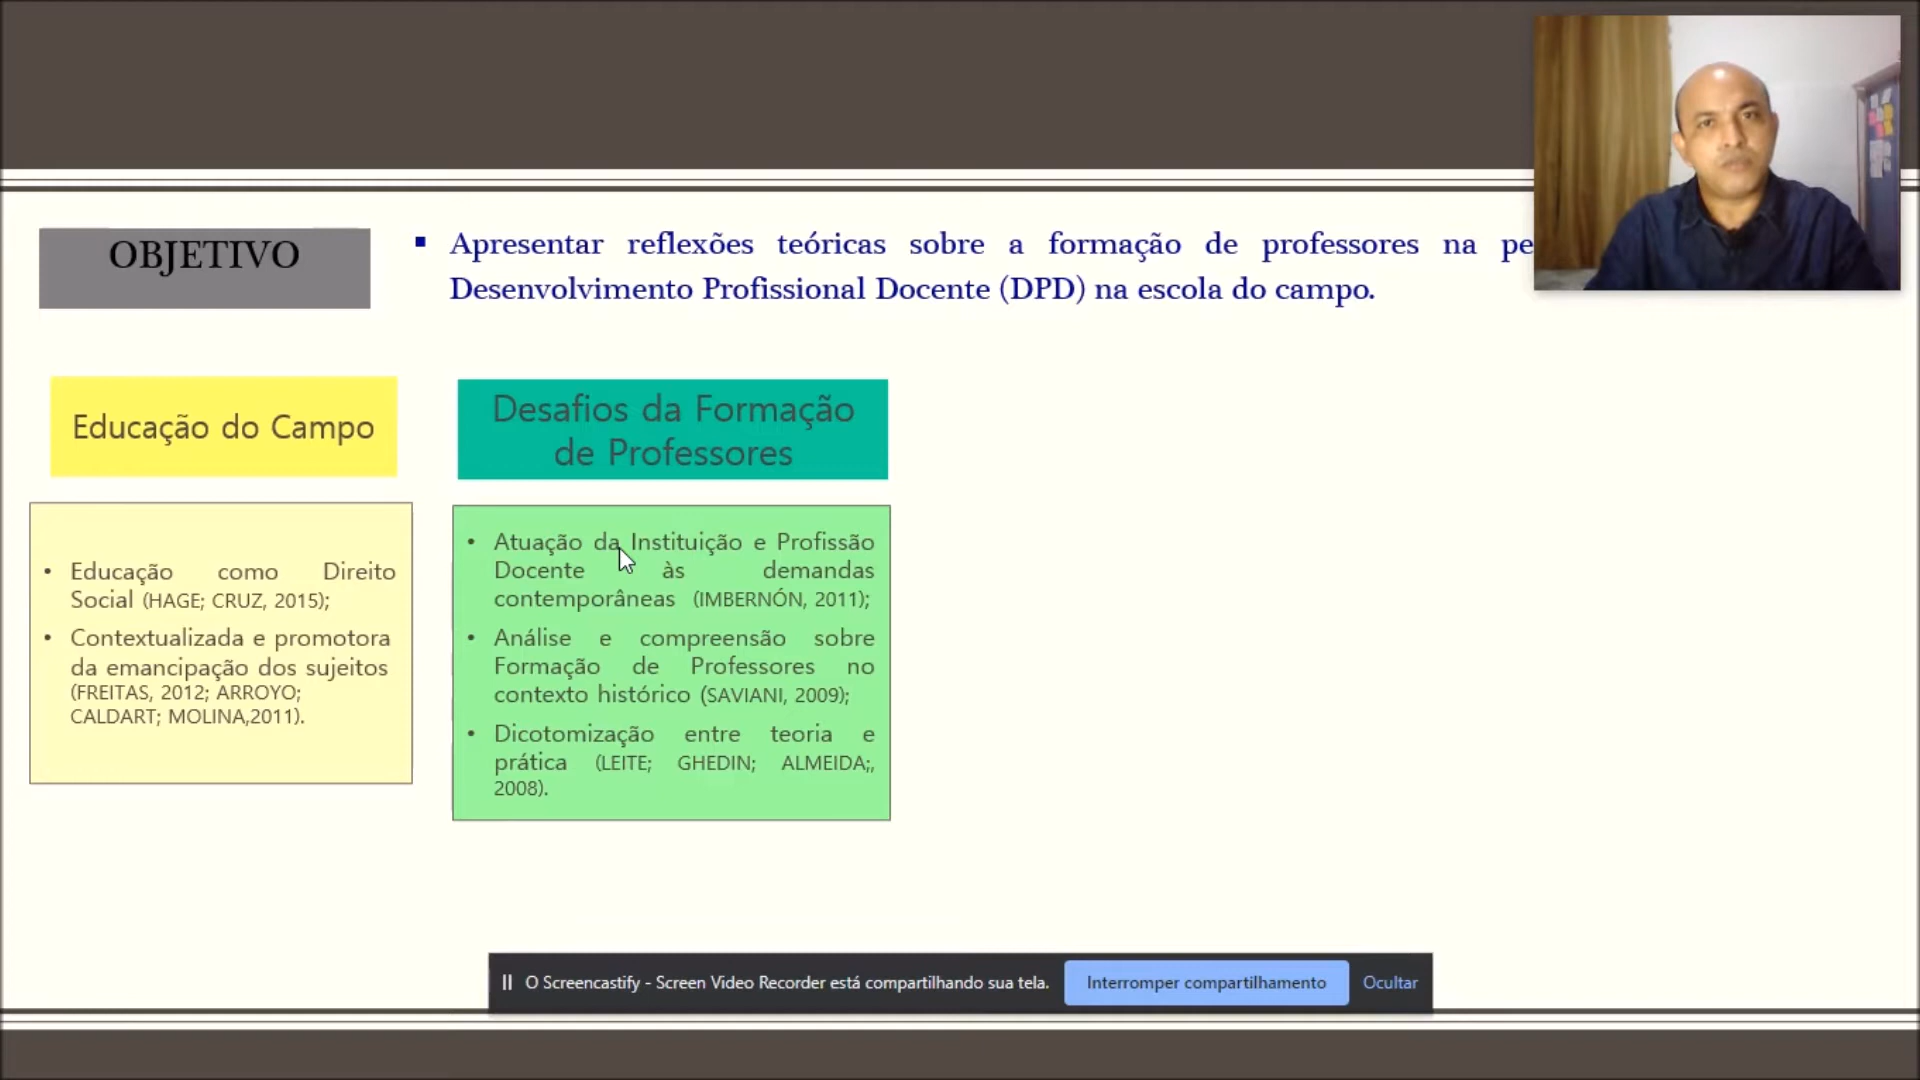 OBJETIVO
▪ Apresentar reflexões teóricas sobre a formação de professores na
Desenvolvimento Profissional Docente (DPD) na escola do campo.
Educação do Campo
• Educação como Direito
Social (HAGE; CRUZ, 2015);
• Contextualizada e promotora
da emancipação dos sujeitos
(FREITAS, 2012; ARROYO;
CALDART; MOLINA,2011).
Desafios da Formação
de Professores
• Atuação da Instituição e Profissão
Docente às demandas
contemporâneas (IMBERNÓN, 2011);
• Análise e compreensão sobre
Formação de Professores no
contexto histórico (SAVIANI, 2009);
• Dicotomização entre teoria e
prática (LEITE; GHEDIN; ALMEIDA;,
2008).
O Screencastify - Screen Video Recorder está compartilhando sua tela.
Interromper compartilhamento
Ocultar